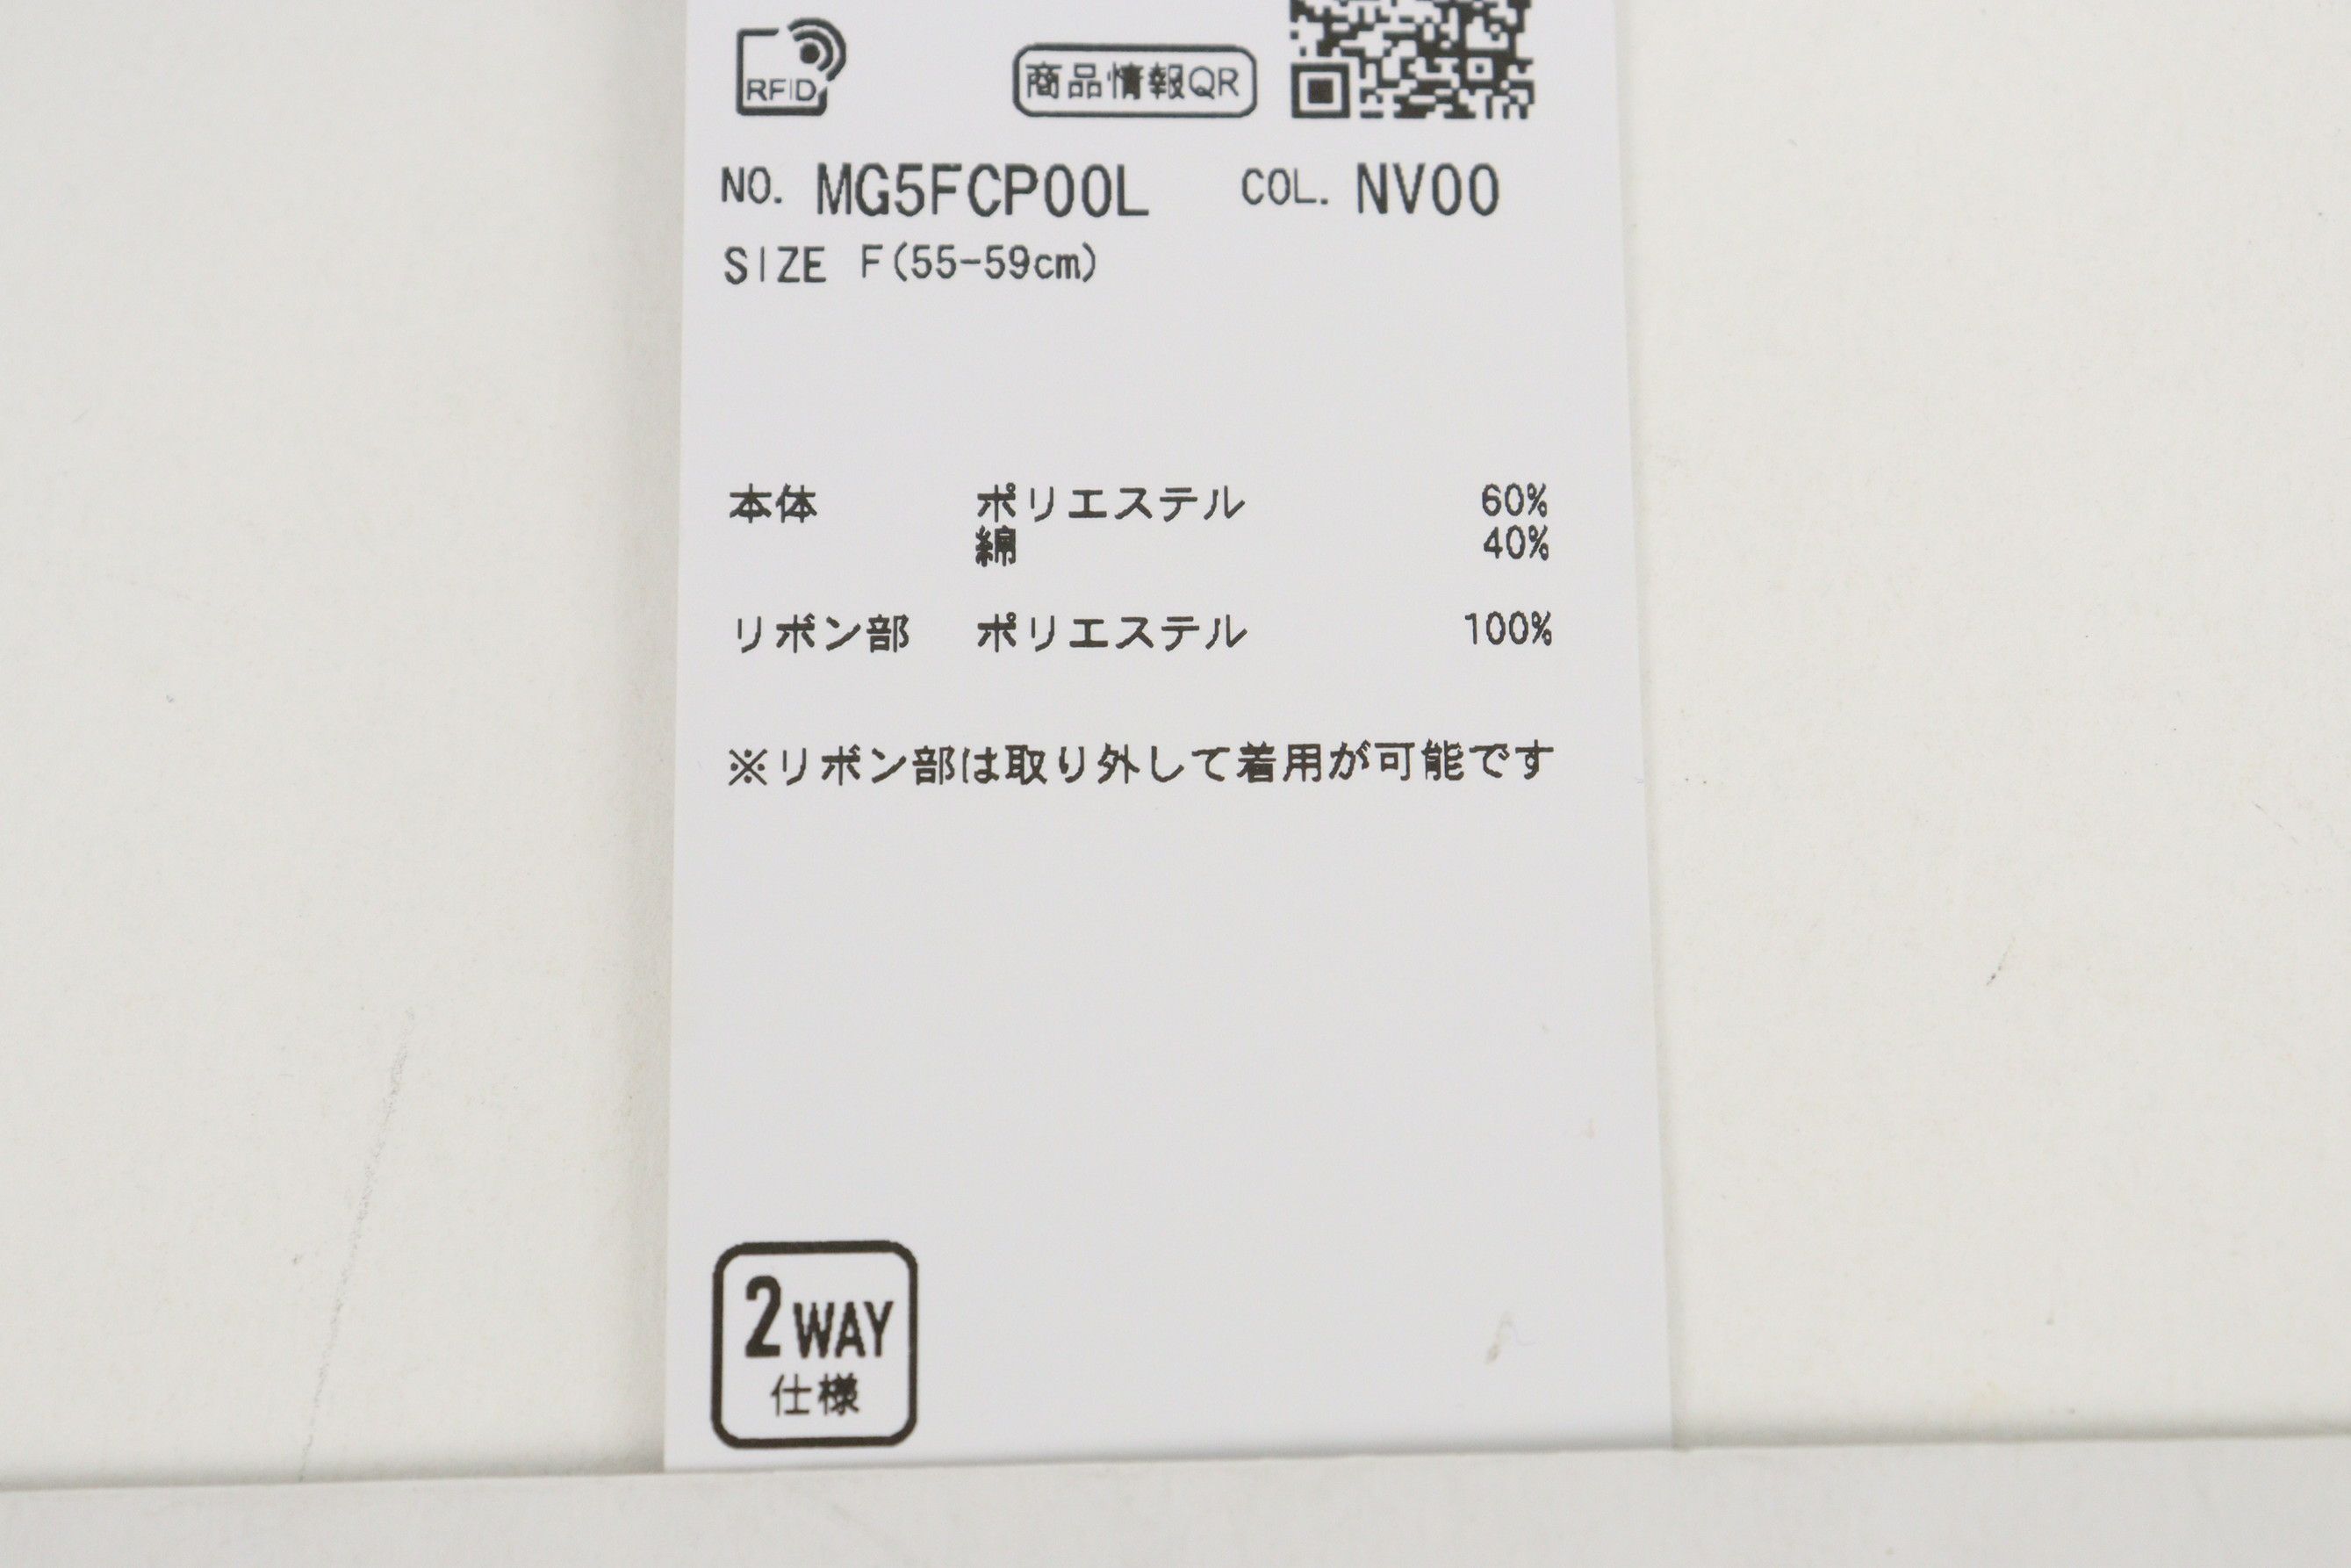 RFID
商品情報QR
NO. MG5FCP00L COL. NV00
SIZE F(55-59cm)
本体 ポリエステル 60%
綿 40%
リボン部 ポリエステル 100%
※リボン部は取り外して着用が可能です
2WAY
仕様